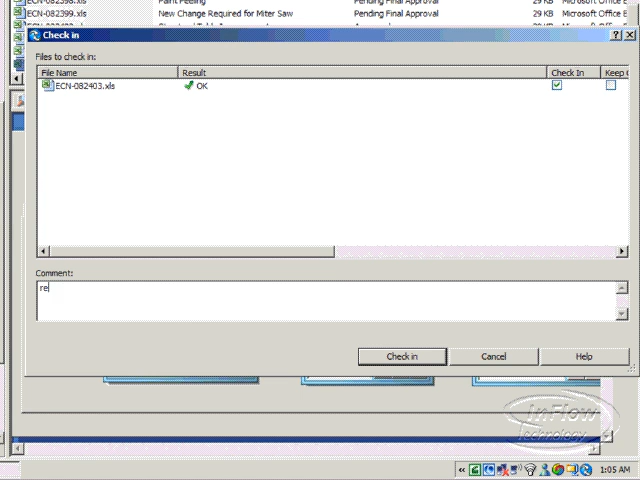 ECN-082398.xls Paint Peeling Pending Final Approval 29 KB Microsoft Office E
ECN-082399.xls New Change Required for Miter Saw Pending Final Approval 29 KB Microsoft Office E
Check in
Files to check in:
File Name Result Check In Keep
ECN-082403.xls OK
Comment:
re
Check in Cancel Help
InFlow
Technology
1:05 AM